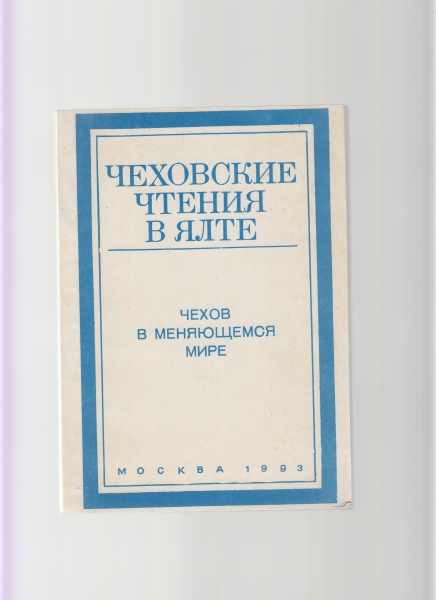 ЧЕХОВСКИЕ
ЧТЕНИЯ
В ЯЛТЕ
ЧЕХОВ
В МЕНЯЮЩЕМСЯ
МИРЕ
МОСКВА 1993